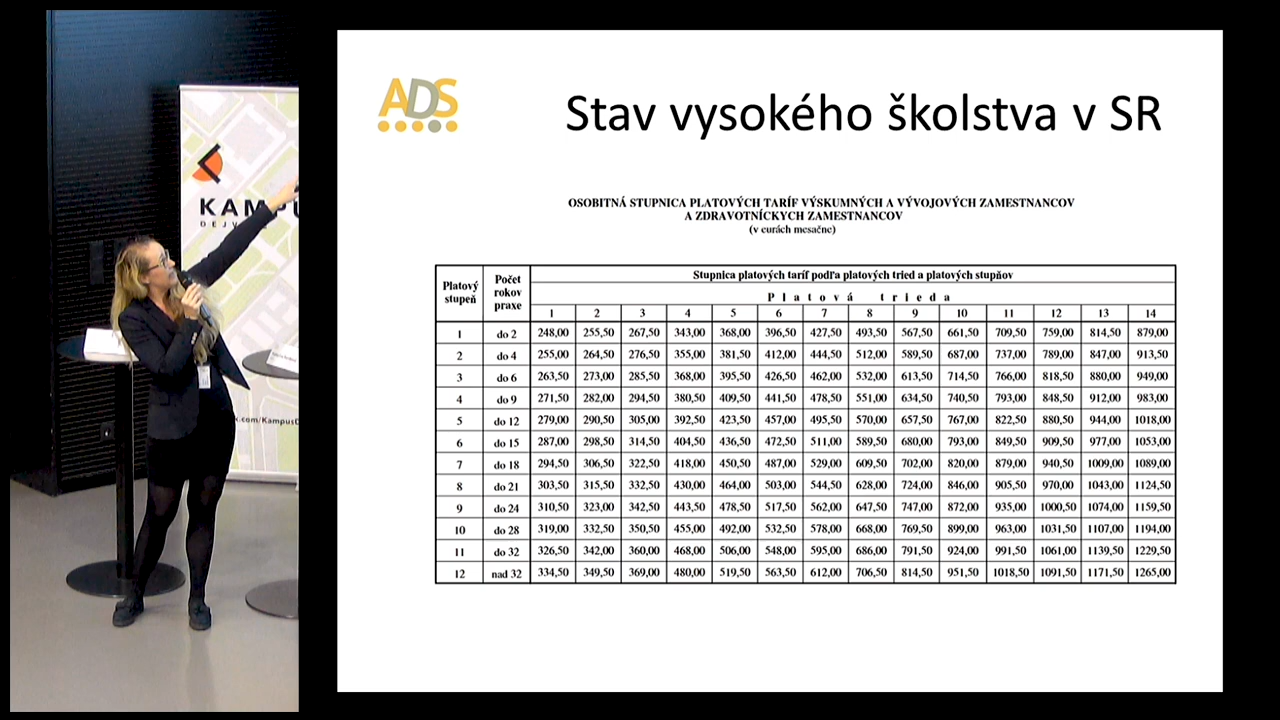 KAMPU
DEJV
k.com/KampusD
ADS
Stav vysokého školstva v SR
OSOBITNÁ STUPNICA PLATOVÝCH TARÍF VÝSKUMNÝCH A VÝVOJOVÝCH ZAMESTNANCOV
A ZDRAVOTNÍCKYCH ZAMESTNANCOV
(v eurách mesačne)
Platový stupeň Počet rokov praxe Stupnica platových taríf podľa platových tried a platových stupňov
Platová trieda
1 2 3 4 5 6 7 8 9 10 11 12 13 14
1 do 2 248,00 255,50 267,50 343,00 368,00 396,50 427,50 493,50 567,50 661,50 709,50 759,00 814,50 879,00
2 do 4 255,00 264,50 276,50 355,00 381,50 412,00 444,50 512,00 589,50 687,00 737,00 789,00 847,00 913,50
3 do 6 263,50 273,00 285,50 368,00 395,50 426,50 462,00 532,00 613,50 714,50 766,00 818,50 880,00 949,00
4 do 9 271,50 282,00 294,50 380,50 409,50 441,50 478,50 551,00 634,50 740,50 793,00 848,50 912,00 983,00
5 do 12 279,00 290,50 305,00 392,50 423,50 457,00 495,50 570,00 657,50 767,00 822,50 880,50 944,00 1018,00
6 do 15 287,00 298,50 314,50 404,50 436,50 472,50 511,00 589,50 680,00 793,00 849,50 909,50 977,00 1053,00
7 do 18 294,50 306,50 322,50 418,00 450,50 487,00 529,00 609,50 702,00 820,00 879,00 940,50 1009,00 1089,00
8 do 21 303,50 315,50 332,50 430,00 464,00 503,00 544,50 628,00 724,00 846,00 905,50 970,00 1043,00 1124,50
9 do 24 310,50 323,00 342,50 443,50 478,50 517,50 562,00 647,50 747,00 872,00 935,00 1000,50 1074,00 1159,50
10 do 28 319,00 332,50 350,50 455,00 492,00 532,50 578,00 668,00 769,50 899,00 963,00 1031,50 1107,00 1194,00
11 do 32 326,50 342,00 360,00 468,00 506,00 548,00 595,00 686,00 791,50 924,00 991,50 1061,00 1139,50 1229,50
12 nad 32 334,50 349,50 369,00 480,00 519,50 563,50 612,00 706,50 814,50 951,50 1018,50 1091,50 1171,50 1265,00